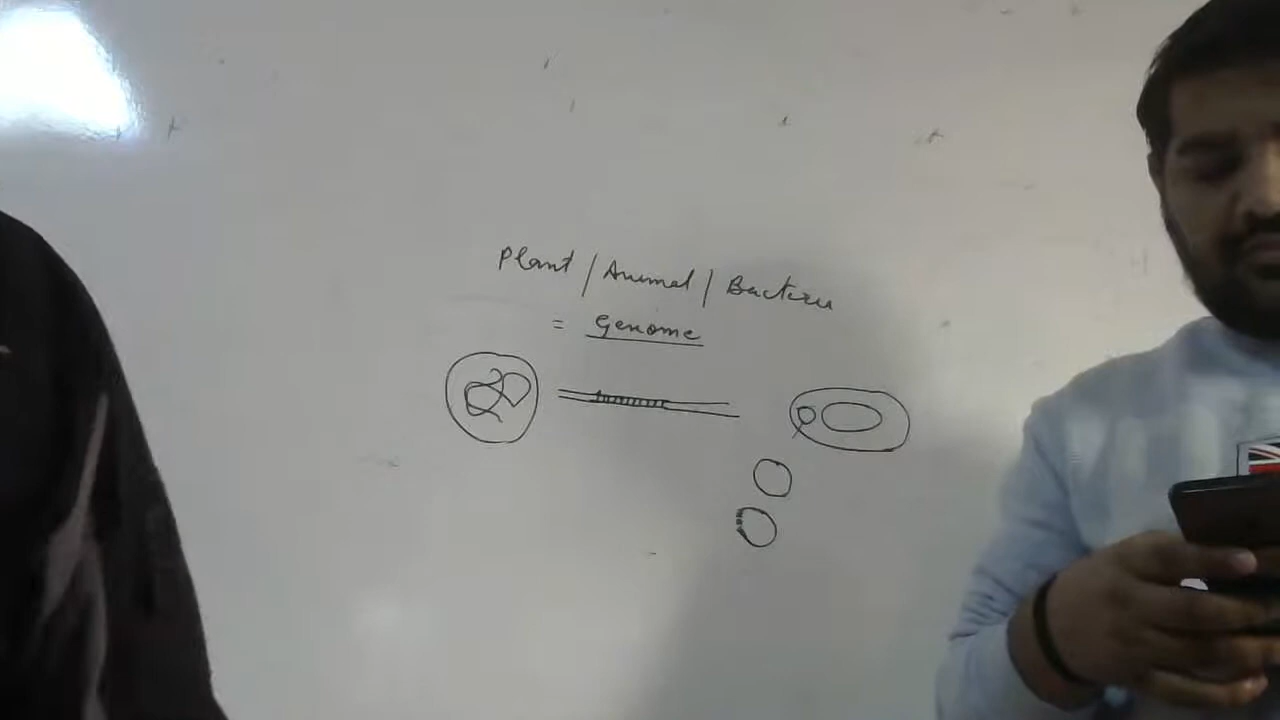 Plant / Animal / Bacteria
= Genome